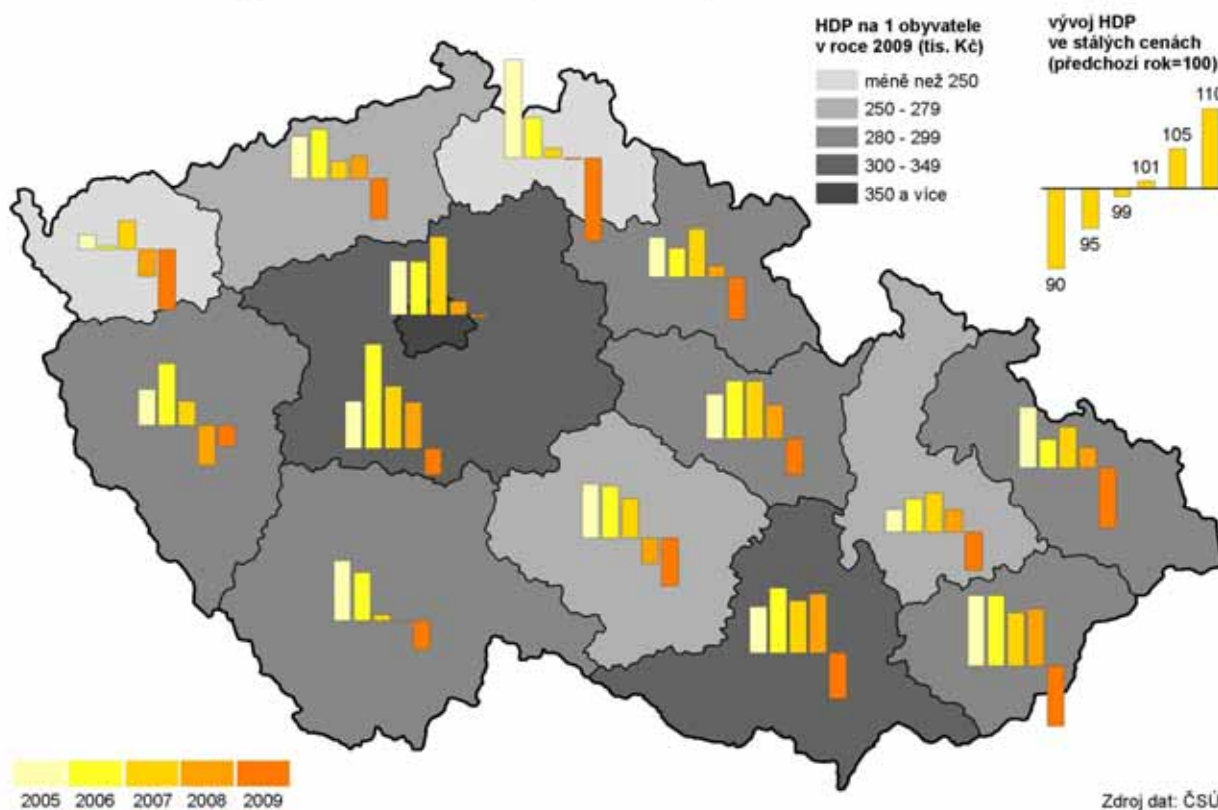 HDP na 1 obyvatele
v roce 2009 (tis. Kč)
méně než 250
250 - 279
280 - 299
300 - 349
350 a více
vývoj HDP
ve stálých cenách
(předchozí rok=100)
110
105
101
99
95
90
2005 2006 2007 2008 2009
Zdroj dat: ČSÚ